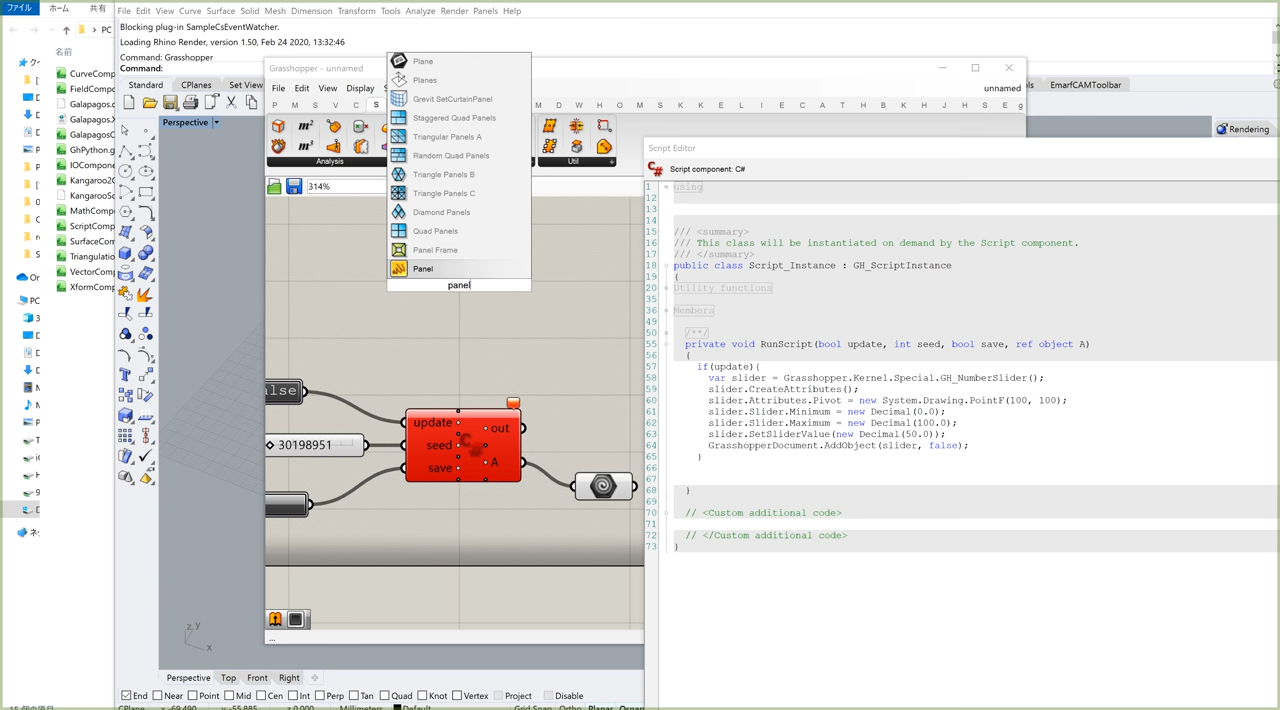 ファイル ホーム 共有
PC
名前
CurveComp
FieldComp
Galapagos.
Galapagos.X
GalapagosC
GhPython.g
IOCompone
Kangaroo2C
KangarooSo
MathCompo
ScriptComp
SurfaceCom
Triangulatio
VectorComp
XformComp
File Edit View Curve Surface Solid Mesh Dimension Transform Tools Analyze Render Panels Help
Blocking plug-in SampleCsEventWatcher.
Loading Rhino Render, version 1.50, Feb 24 2020, 13:32:46
Command: Grasshopper
Command:
Standard CPlanes Set View
EmarfCAMToolbar
Perspective
Rendering
Grasshopper - unnamed
File Edit View Display
unnamed
P M S V C S
M D V W E G H O M O M S K K L L I E C A T H C A E H J H V N H S E g
Analysis
Util
314%
Plane
Planes
Grevit SetCurtainPanel
Staggered Quad Panels
Triangular Panels A
Random Quad Panels
Triangle Panels B
Triangle Panels C
Diamond Panels
Quad Panels
Panel Frame
Panel
panel
alse
30198951
update
seed
save
out
A
C#
...
z y
x
Script Editor
Script component: C#
1 using
12
13
14
15 /// <summary>
16 /// This class will be instantiated on demand by the Script component.
17 /// </summary>
18 public class Script_Instance : GH_ScriptInstance
19 {
20 Utility functions
35
36 Members
49
50 /**/
55 private void RunScript(bool update, int seed, bool save, ref object A)
56 {
57 if(update){
58 var slider = Grasshopper.Kernel.Special.GH_NumberSlider();
59 slider.CreateAttributes();
60 slider.Attributes.Pivot = new System.Drawing.PointF(100, 100);
61 slider.Slider.Minimum = new Decimal(0.0);
62 slider.Slider.Maximum = new Decimal(100.0);
63 slider.SetSliderValue(new Decimal(50.0));
64 GrasshopperDocument.AddObject(slider, false);
65 }
66
67
68 }
69
70 // <Custom additional code>
71
72 // </Custom additional code>
73 }
Perspective Top Front Right
End Near Point Mid Cen Int Perp Tan Quad Knot Vertex Project Disable
CPlane x -69.490 y -55.885 z 0.000 Millimeters Default Grid Snap Ortho Planar Osnap